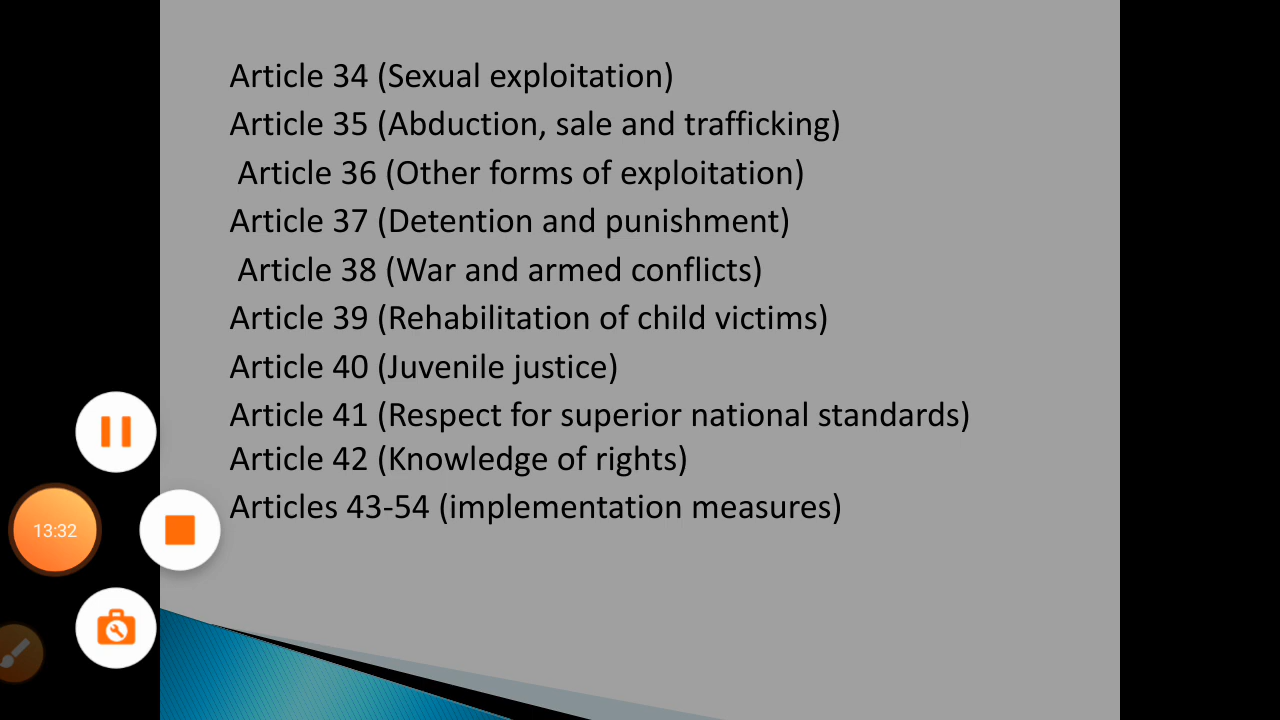 Article 34 (Sexual exploitation)
Article 35 (Abduction, sale and trafficking)
Article 36 (Other forms of exploitation)
Article 37 (Detention and punishment)
Article 38 (War and armed conflicts)
Article 39 (Rehabilitation of child victims)
Article 40 (Juvenile justice)
Article 41 (Respect for superior national standards)
Article 42 (Knowledge of rights)
Articles 43-54 (implementation measures)
13:32